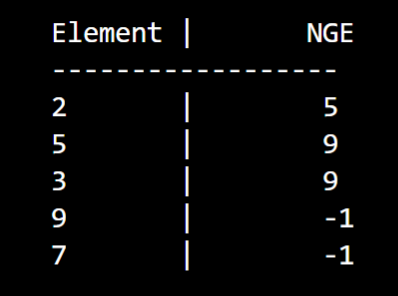 Element |       NGE
------------------
2       |        5
5       |        9
3       |        9
9       |        -1
7       |        -1